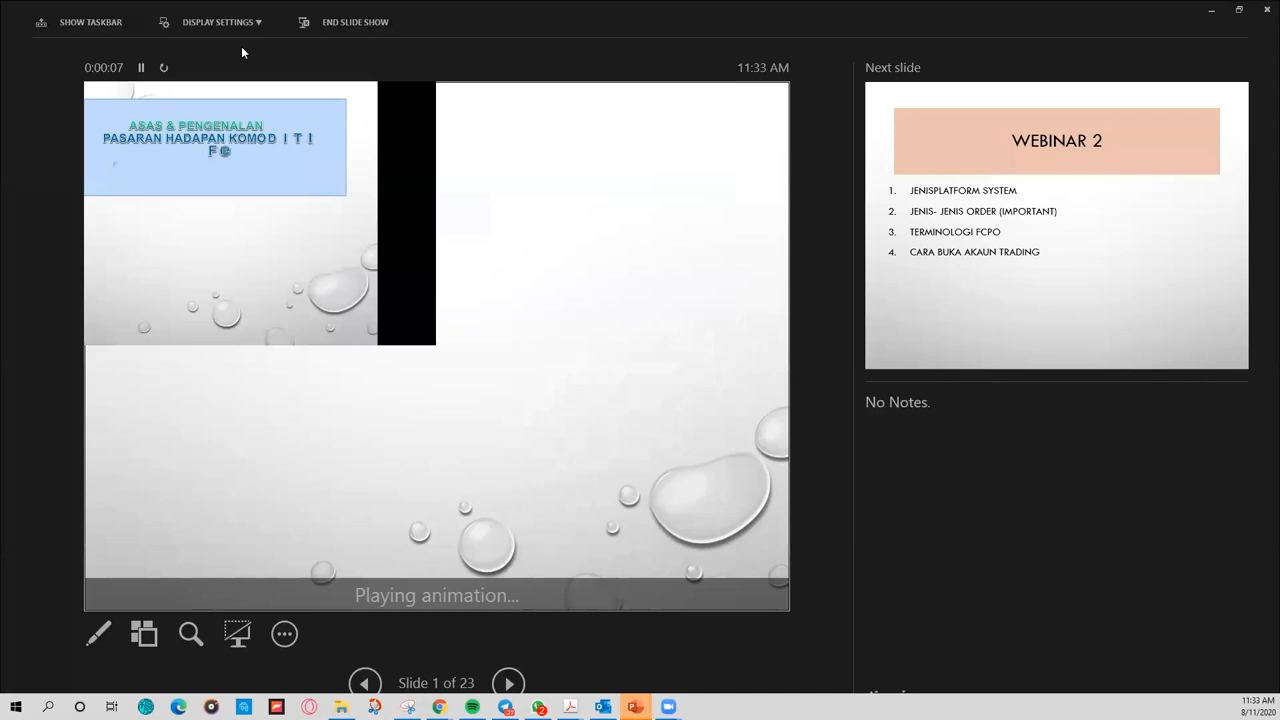 SHOW TASKBAR
DISPLAY SETTINGS ▾
END SLIDE SHOW
0:00:07
11:33 AM
ASAS & PENGENALAN
PASARAN HADAPAN KOMOD I T I
Playing animation...
Slide 1 of 23
Next slide
WEBINAR 2
1. JENISPLATFORM SYSTEM
2. JENIS- JENIS ORDER (IMPORTANT)
3. TERMINOLOGI FCPO
4. CARA BUKA AKAUN TRADING
No Notes.
11:33 AM
8/11/2020